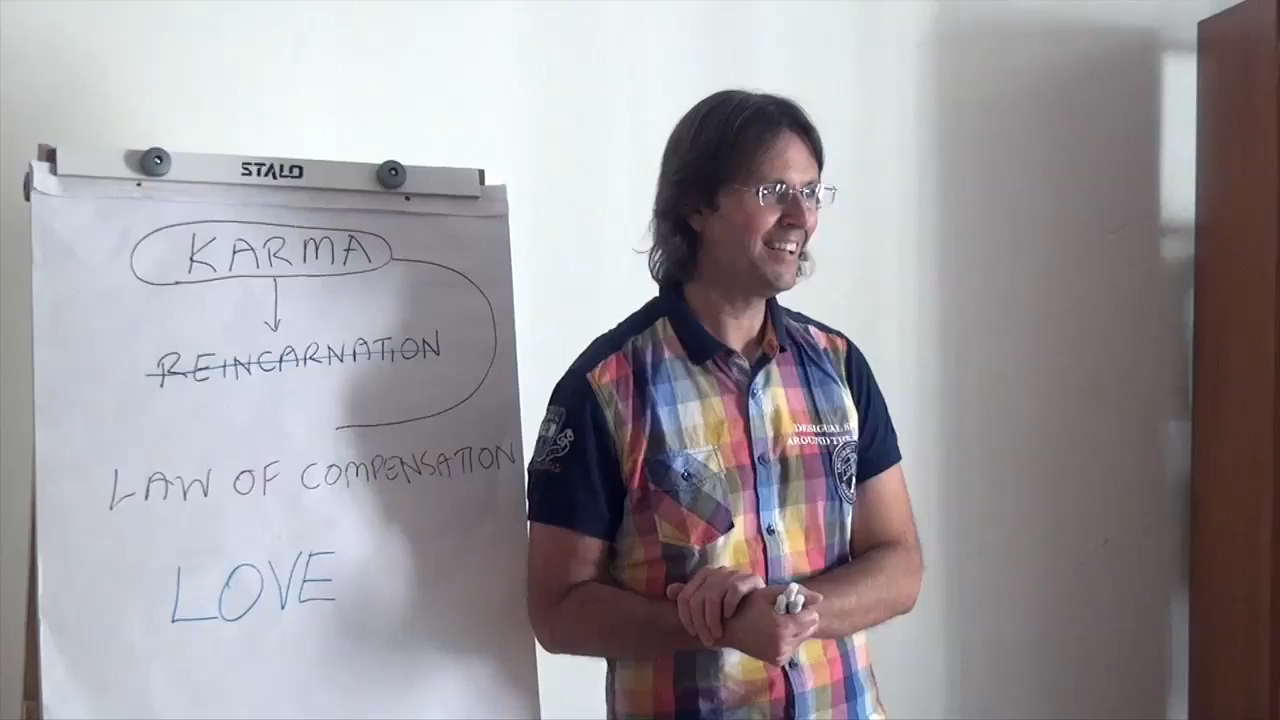 STALO
KARMA
REINCARNATION
LAW OF COMPENSATION
LOVE
DESIGUAL
AROUND THE